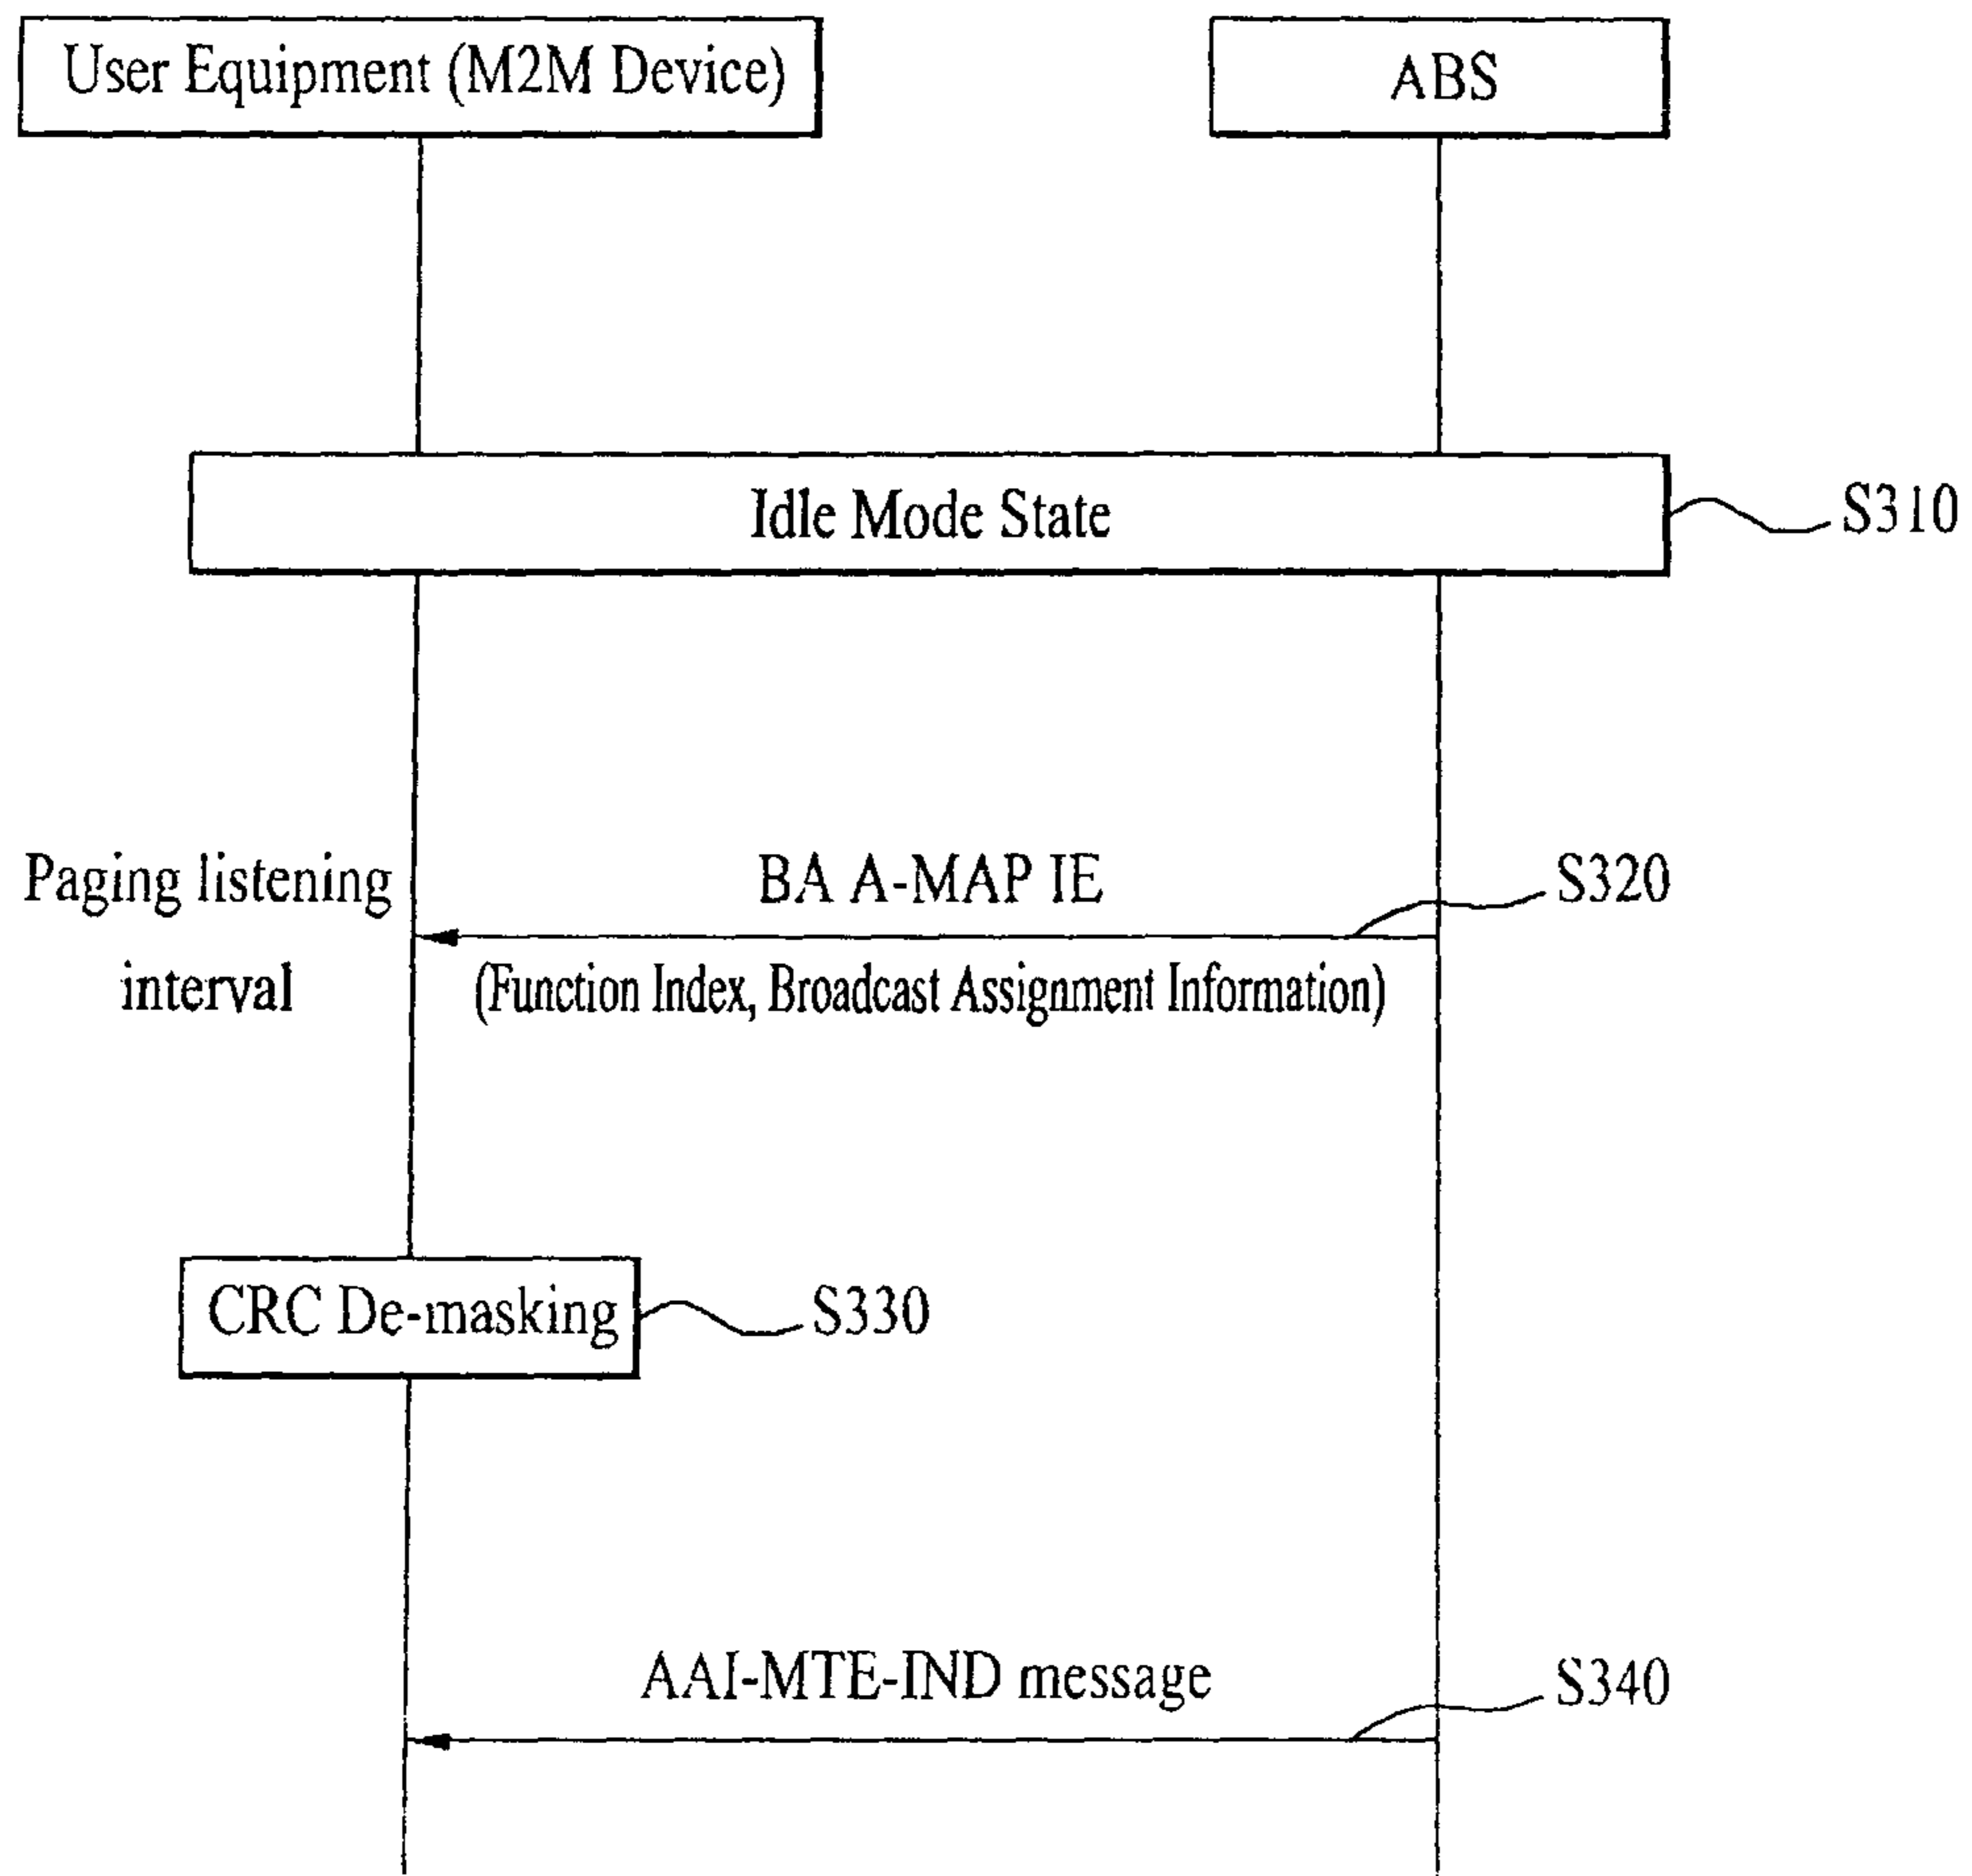 User Equipment (M2M Device)
ABS
Idle Mode State
S310
Paging listening
interval
BA A-MAP IE
S320
(Function Index, Broadcast Assignment Information)
CRC De-masking
S330
AAI-MTE-IND message
S340